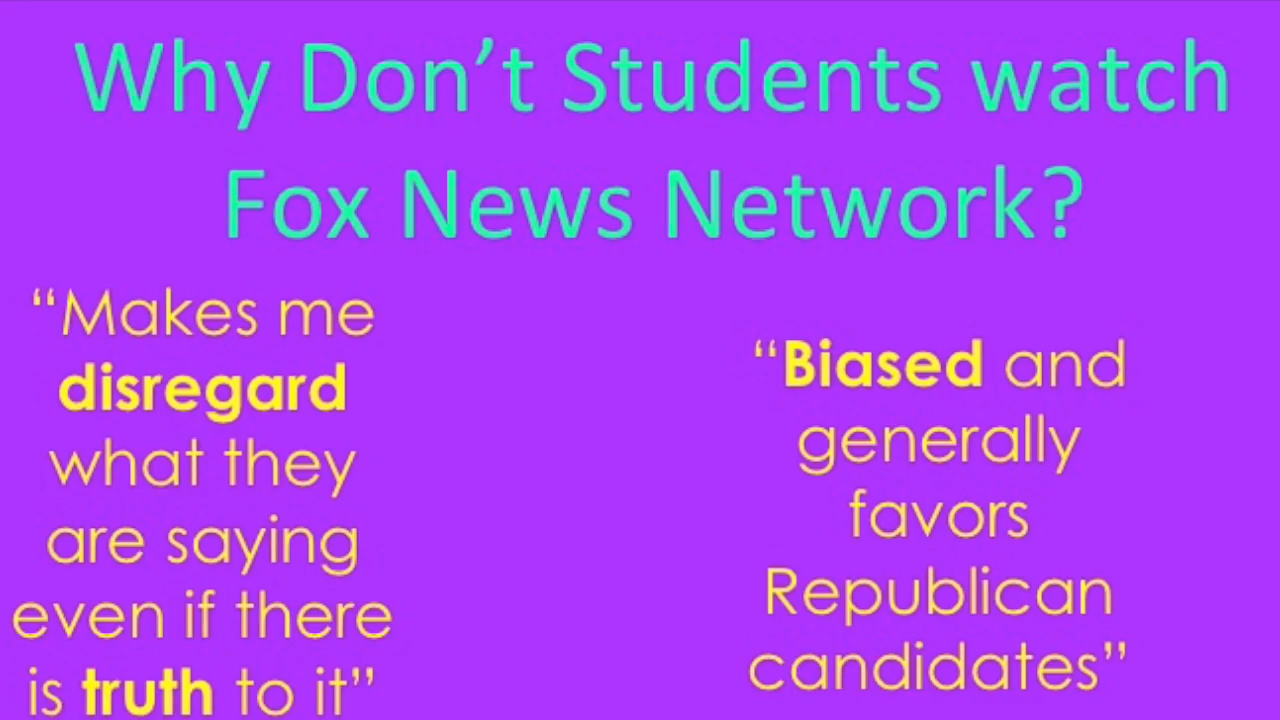 Why Don’t Students watch
Fox News Network?
“Makes me
disregard
what they
are saying
even if there
is truth to it”
“Biased and
generally
favors
Republican
candidates”